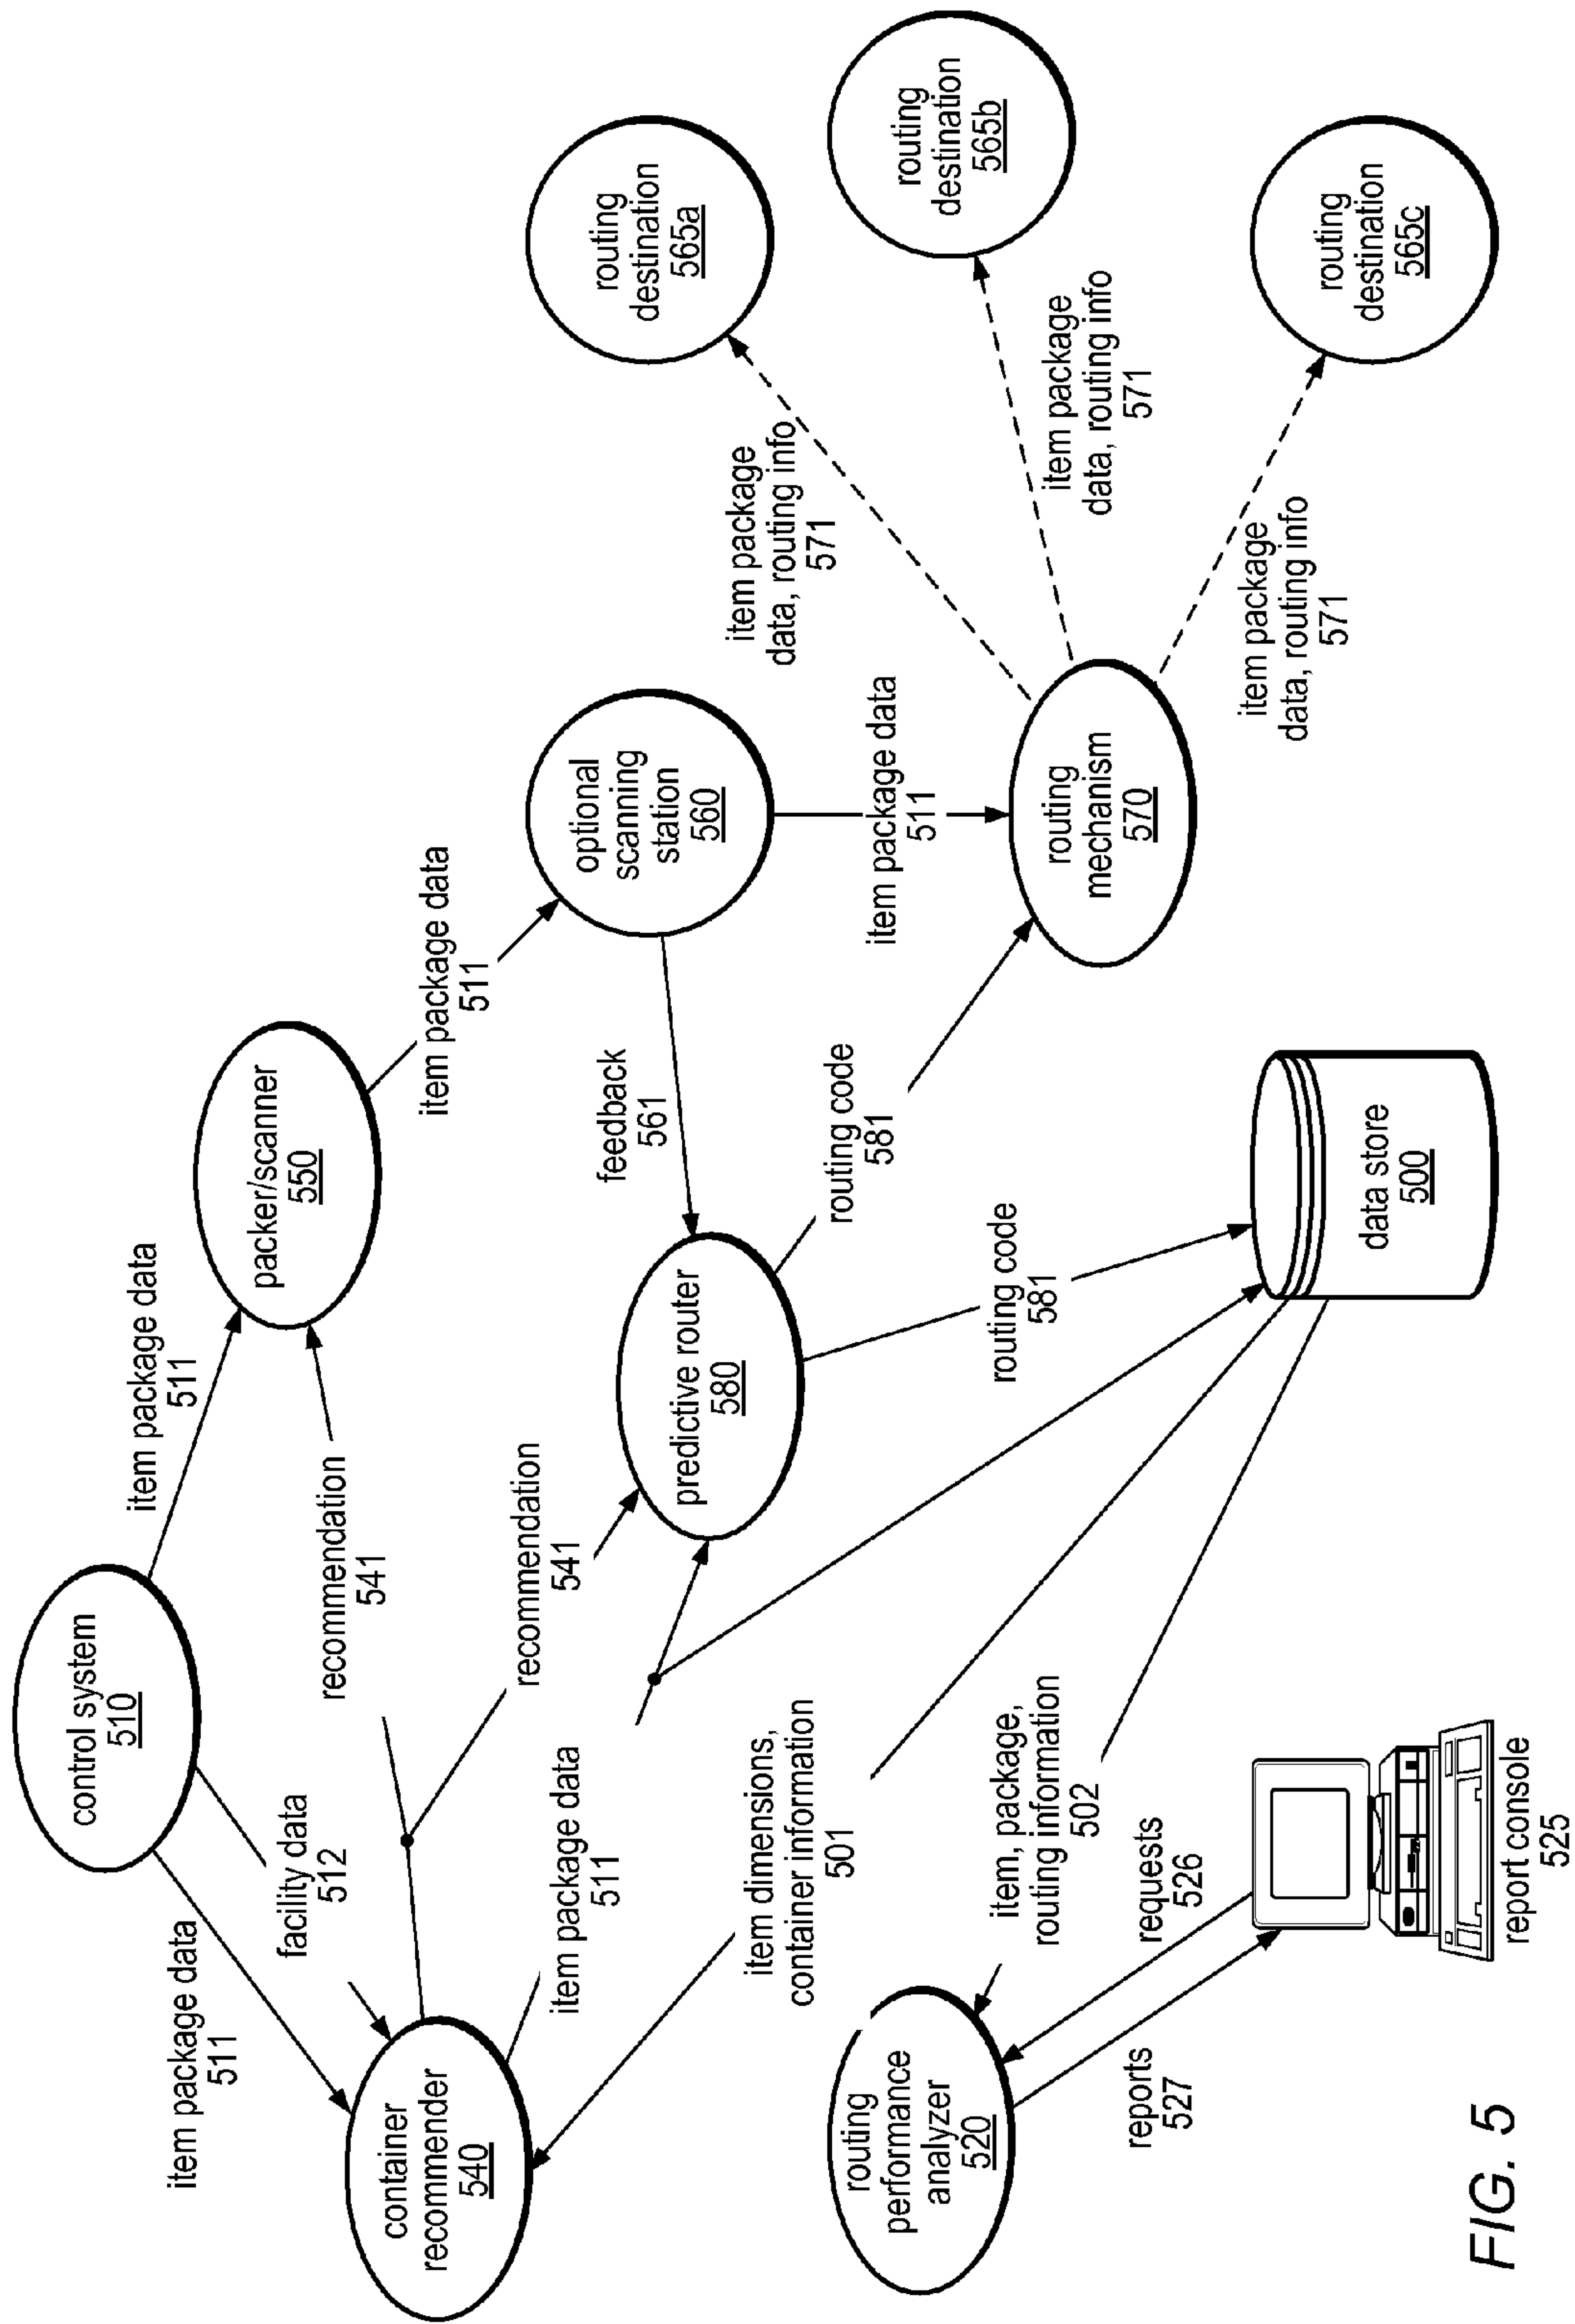 control system
510
item package data
511
facility data
512
item package data
511
recommendation
541
packer/scanner
550
container
recommender
540
item package data
511
recommendation
541
item package data
511
feedback
561
optional
scanning
station
560
predictive router
580
routing code
581
item package data
511
item dimensions,
container information
501
routing code
581
routing
mechanism
570
item package
data, routing info
571
routing
destination
565a
item package
data, routing info
571
routing
destination
565b
item package
data, routing info
571
routing
destination
565c
routing
performance
analyzer
520
item, package,
routing information
502
requests
526
reports
527
data store
500
report console
525
FIG. 5